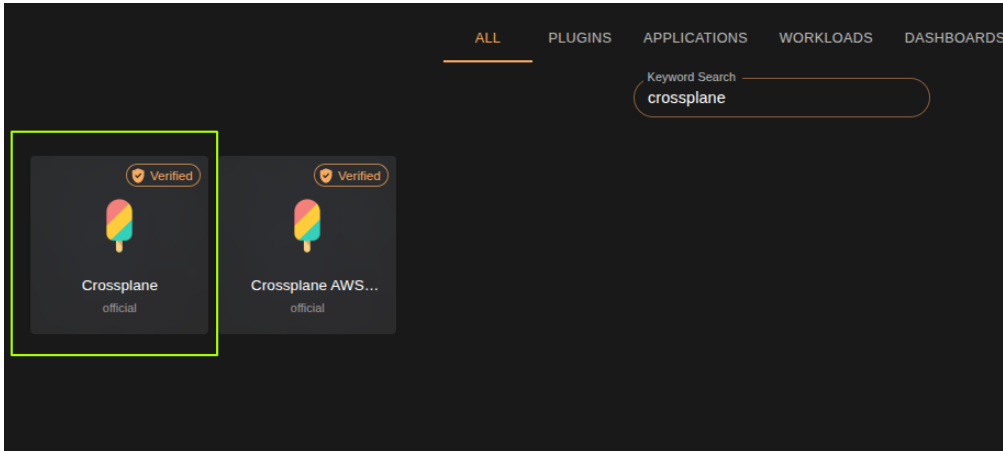 ALL PLUGINS APPLICATIONS WORKLOADS DASHBOARDS
Keyword Search
crossplane
Verified Verified
Crossplane Crossplane AWS...
official official